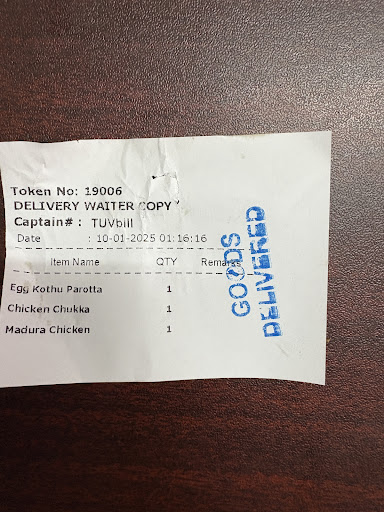 Token No: 19006
DELIVERY WAITER COPY
Captain# : TUVbill
Date : 10-01-2025 01:16:16
Item Name QTY Remarks
Egg Kothu Parotta 1
Chicken Chukka 1
Madura Chicken 1
GOODS
DELIVERED